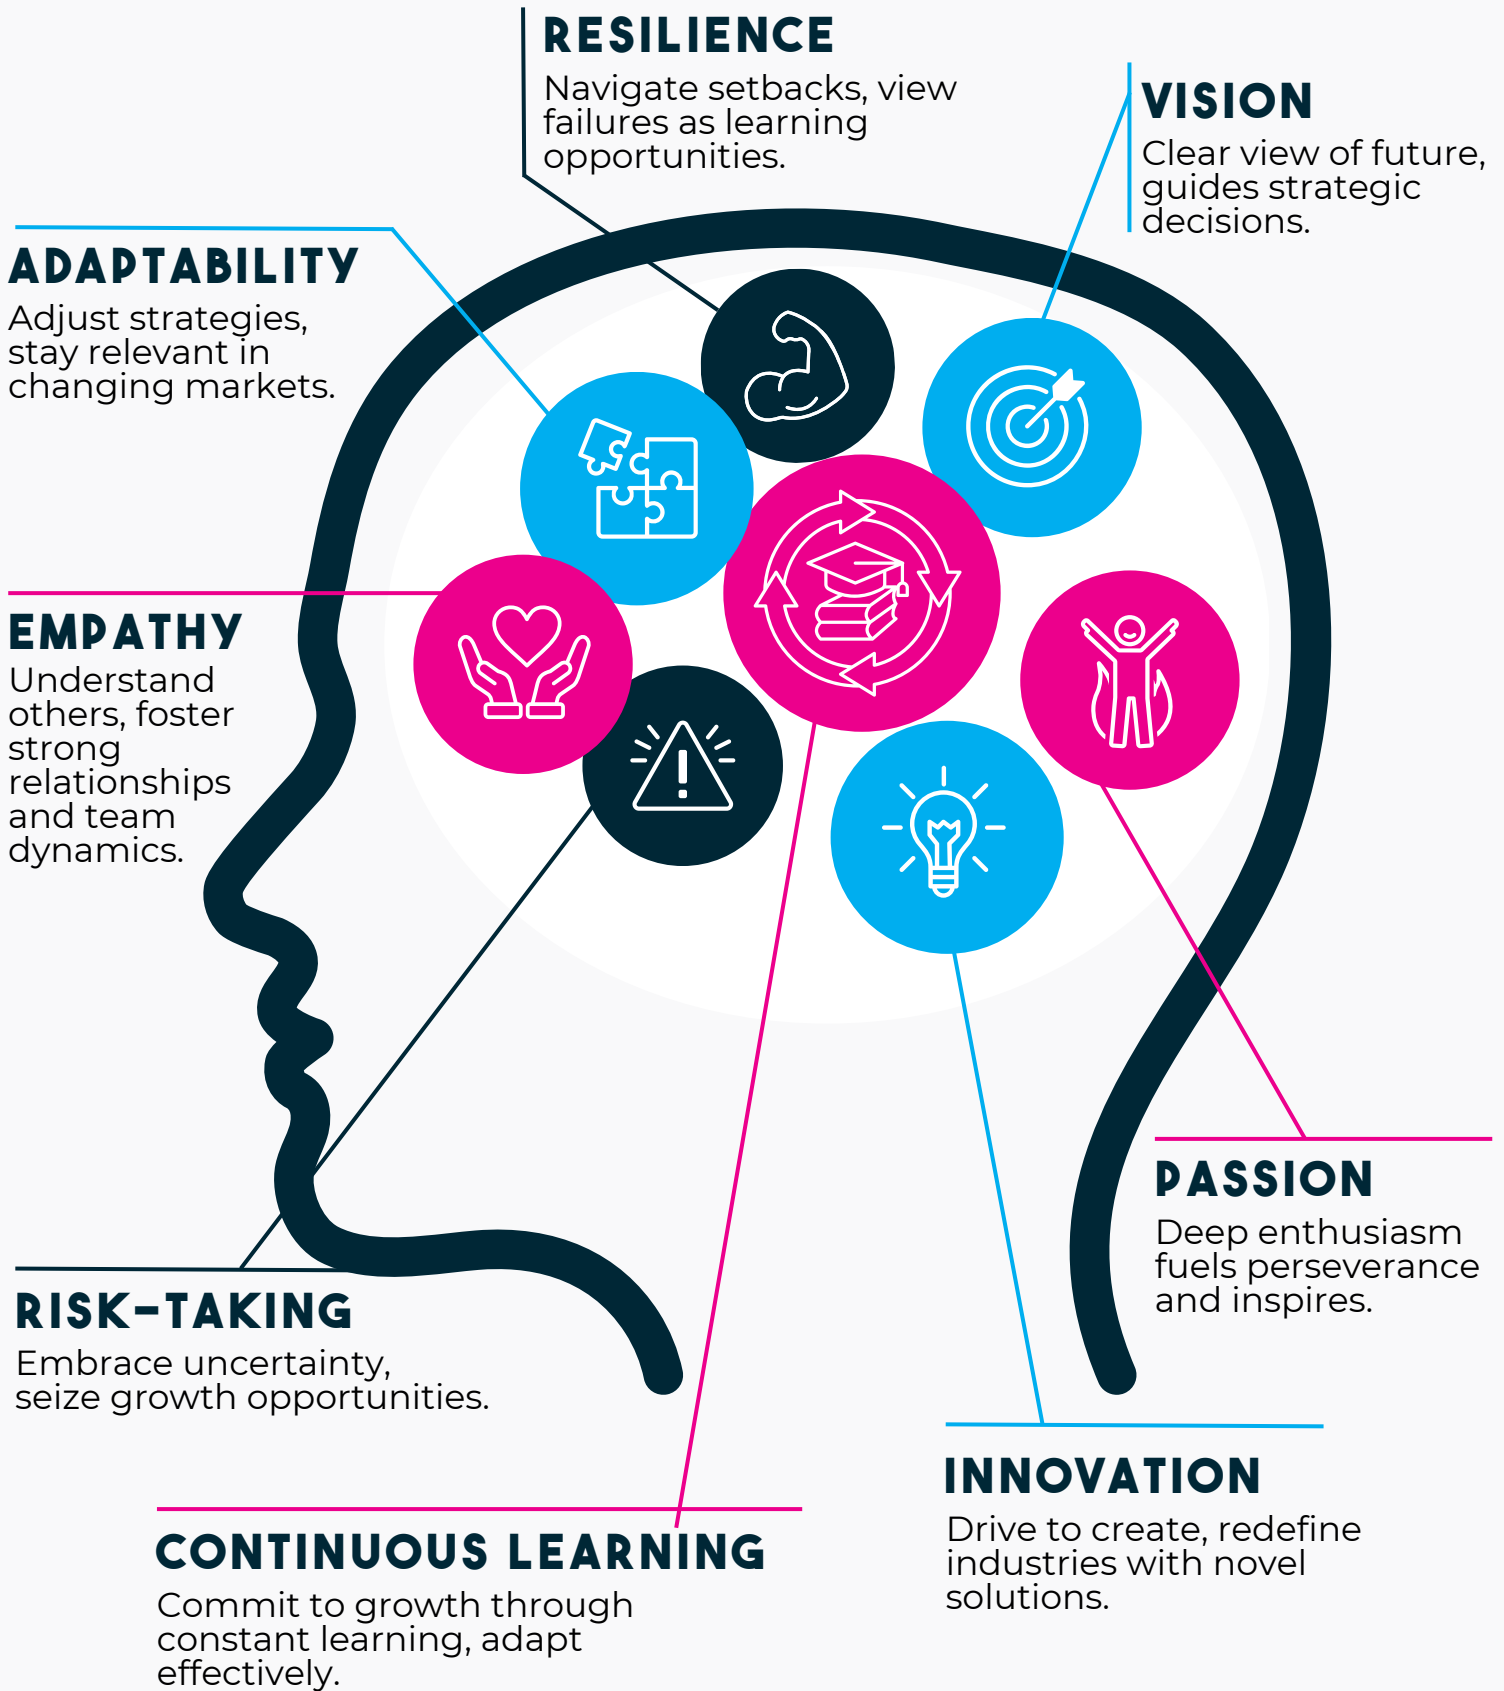 RESILIENCE
Navigate setbacks, view
failures as learning
opportunities.
VISION
Clear view of future,
guides strategic
decisions.
ADAPTABILITY
Adjust strategies,
stay relevant in
changing markets.
EMPATHY
Understand
others, foster
strong
relationships
and team
dynamics.
PASSION
Deep enthusiasm
fuels perseverance
and inspires.
RISK-TAKING
Embrace uncertainty,
seize growth opportunities.
INNOVATION
Drive to create, redefine
industries with novel
solutions.
CONTINUOUS LEARNING
Commit to growth through
constant learning, adapt
effectively.